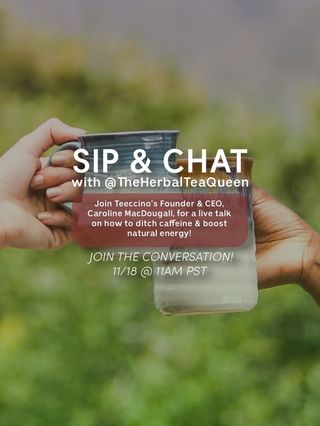 SIP & CHAT
with @TheHerbalTeaQueen
Join Teeccino's Founder & CEO,
Caroline MacDougall, for a live talk
on how to ditch caffeine & boost
natural energy!
JOIN THE CONVERSATION!
11/18 @ 11AM PST